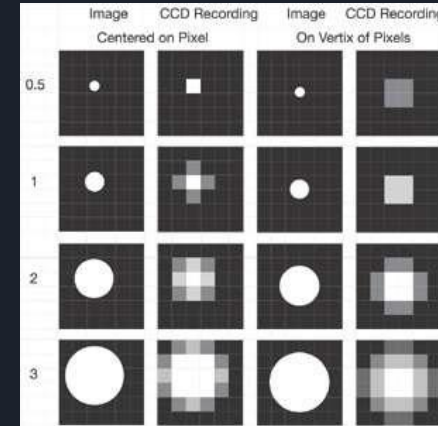 Image CCD Recording Image CCD Recording
Centered on Pixel On Vertix of Pixels
0.5
1
2
3